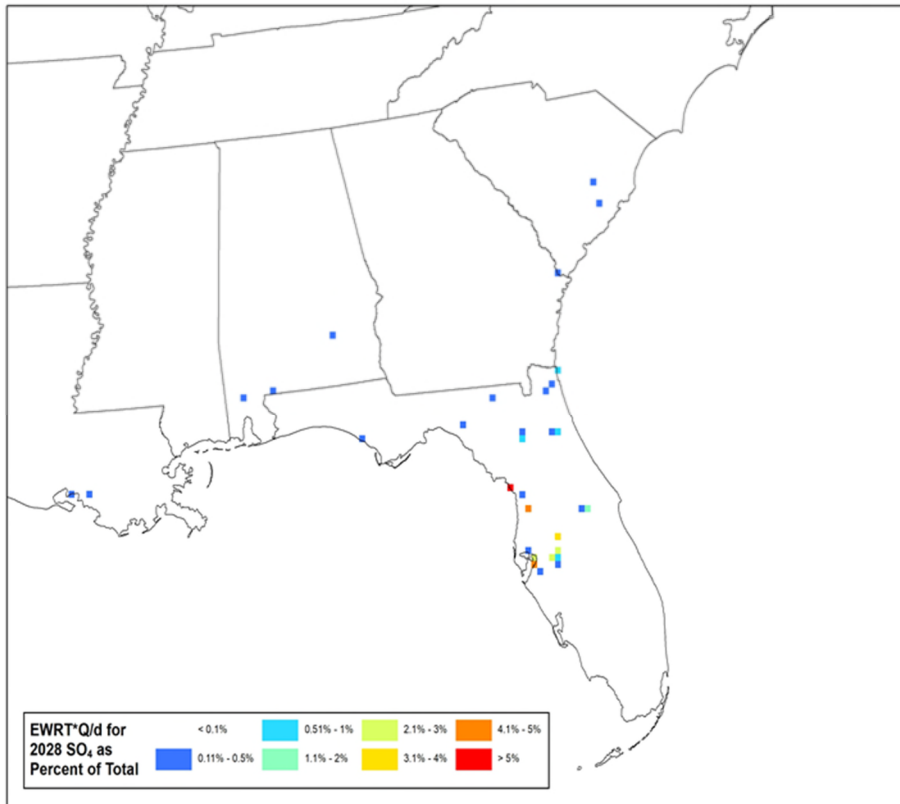 EWRT*Q/d for
2028 SO₄ as
Percent of Total
< 0.1%
0.51% - 1%
2.1% - 3%
4.1% - 5%
0.11% - 0.5%
1.1% - 2%
3.1% - 4%
> 5%